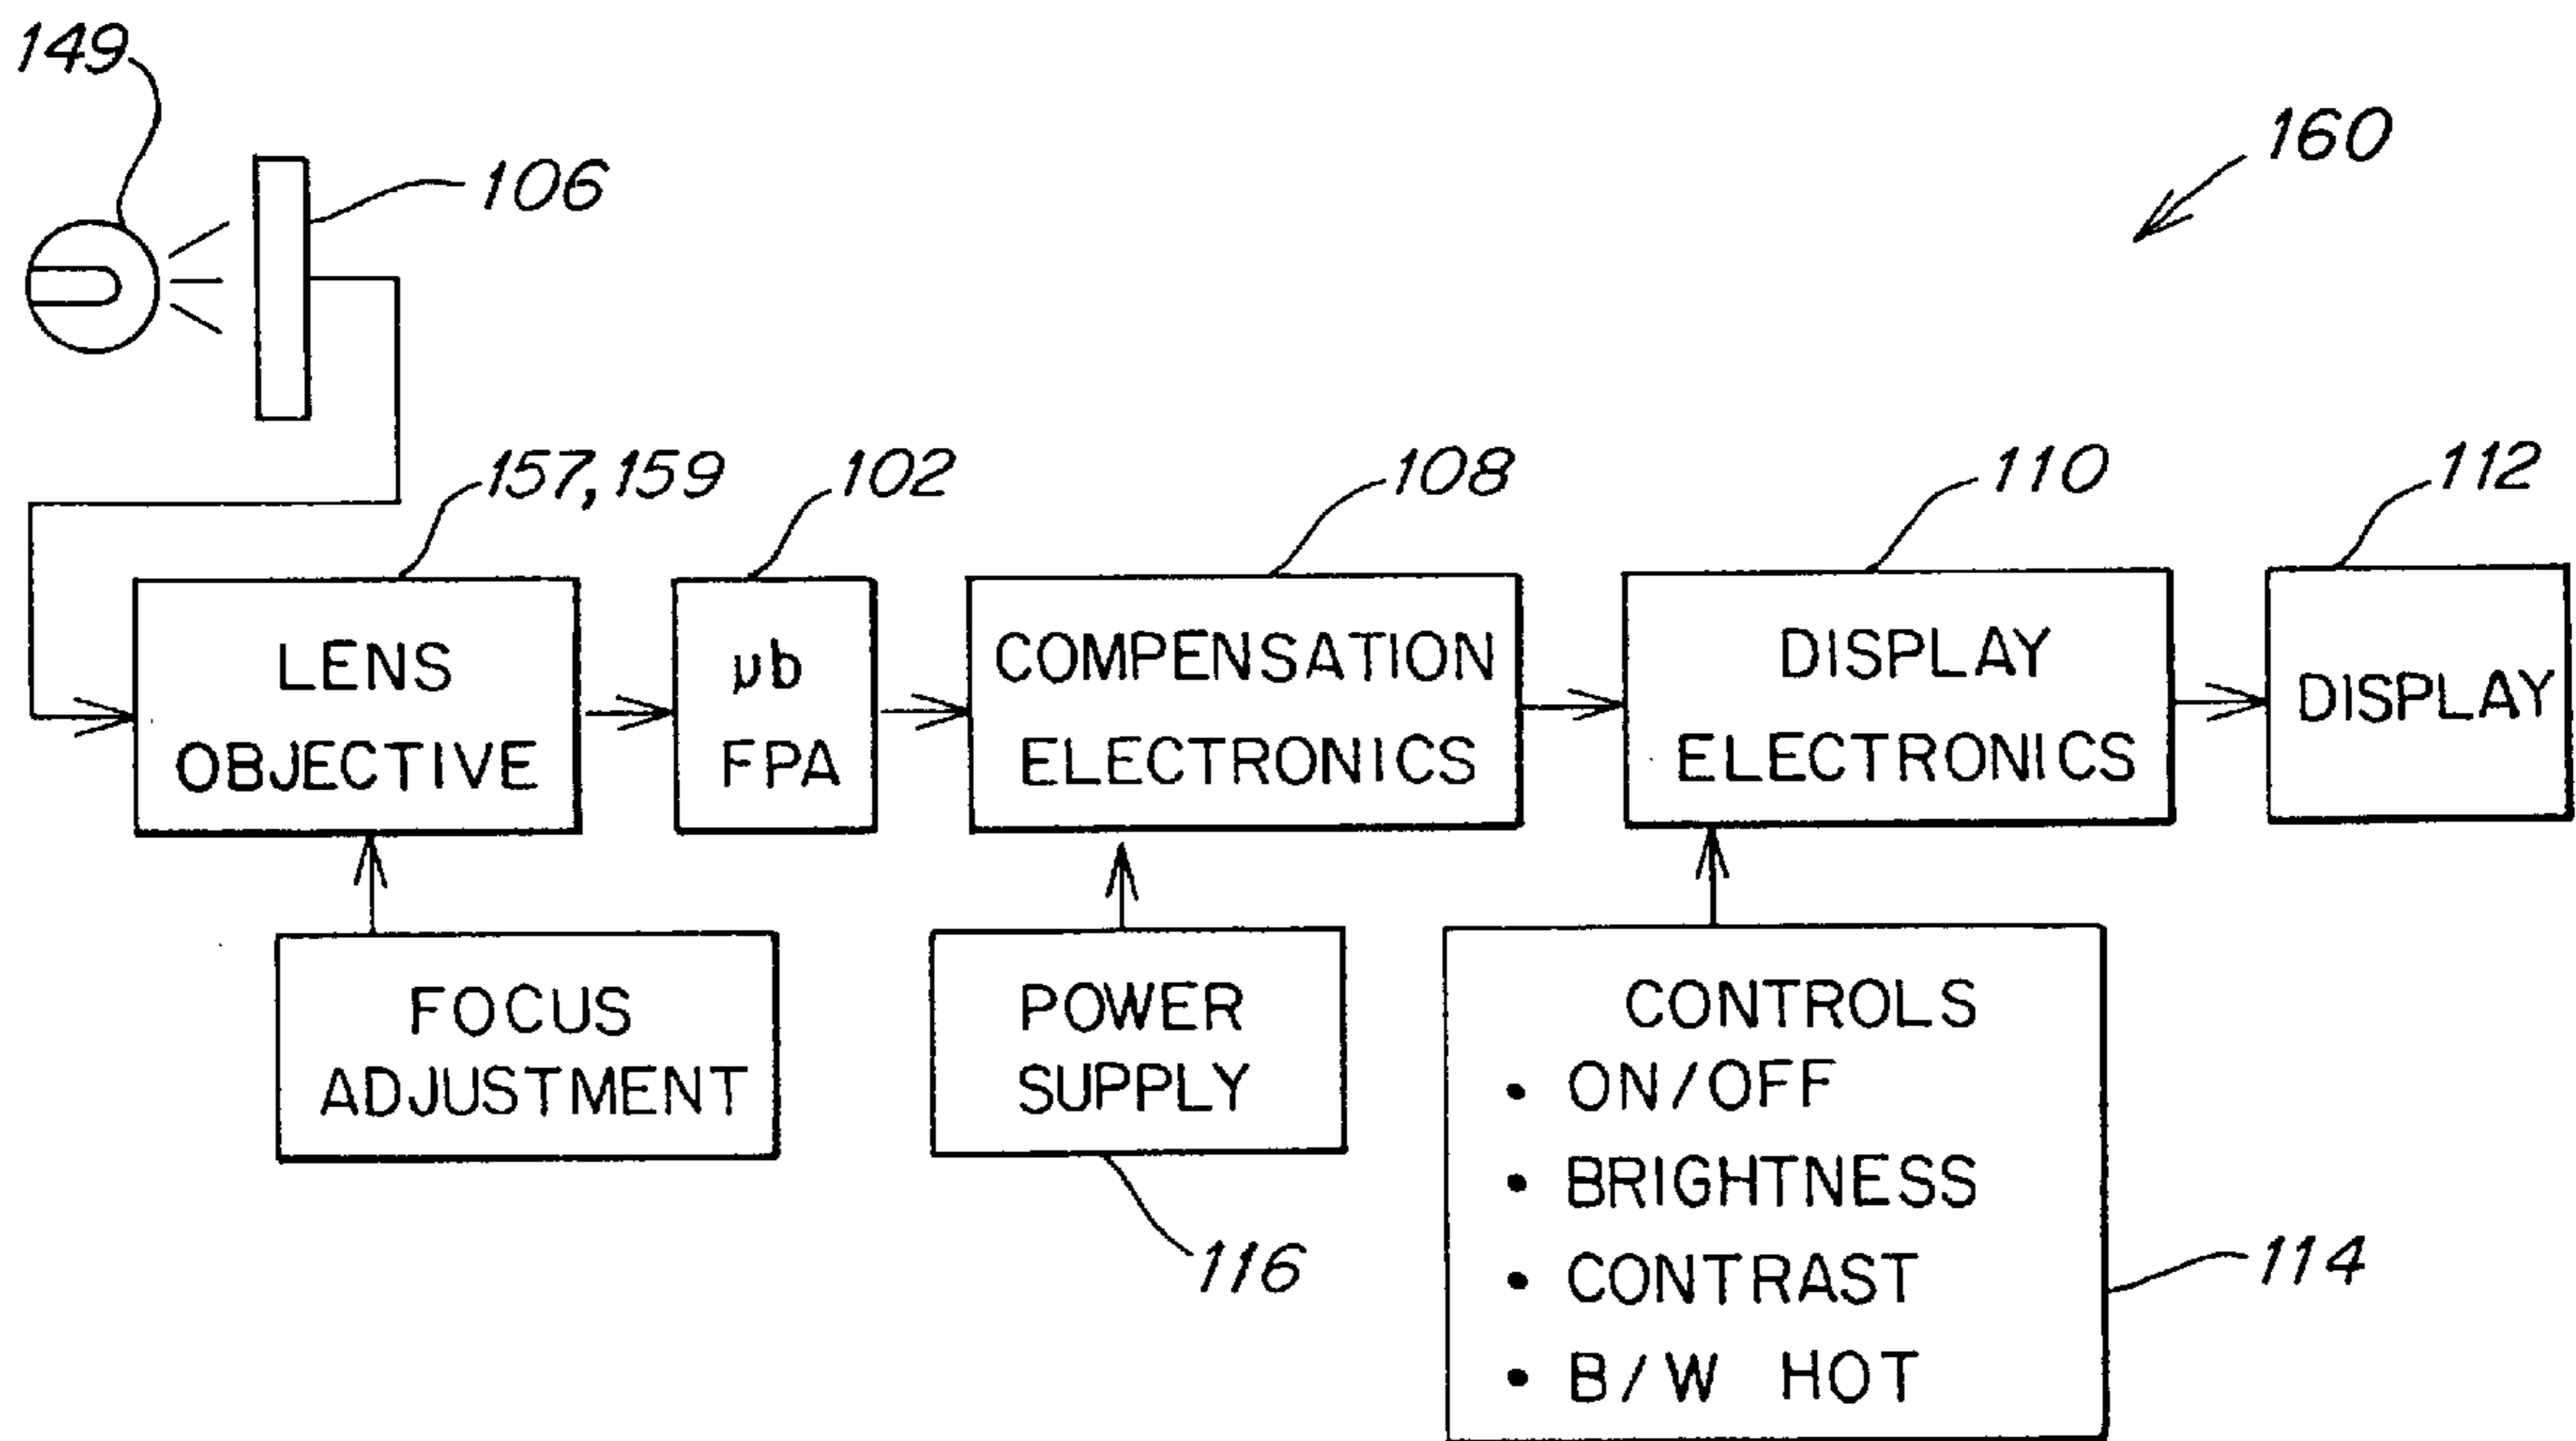 149
106
160
157,159
102
108
110
112
LENS
OBJECTIVE
µb
FPA
COMPENSATION
ELECTRONICS
DISPLAY
ELECTRONICS
DISPLAY
FOCUS
ADJUSTMENT
POWER
SUPPLY
116
CONTROLS
• ON/OFF
• BRIGHTNESS
• CONTRAST
• B/W HOT
114